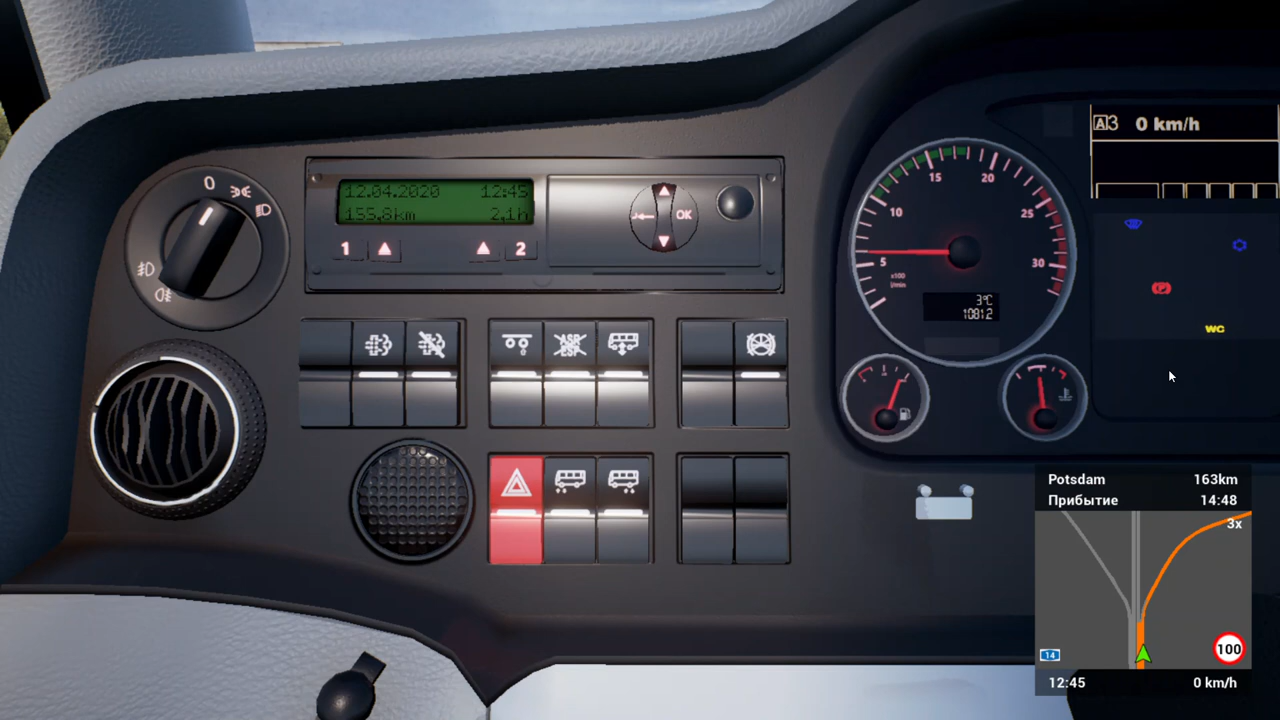 0
12.04.2020 12:45
155,8km 2,1h
1 2
OK
ASR
ESP
5
10
15
20
25
30
x100
l/min
3°C
10812
A3 0 km/h
WC
Potsdam 163km
Прибытие 14:48
3x
14
100
12:45 0 km/h